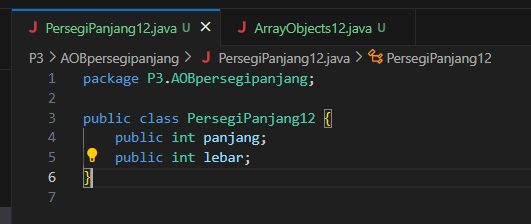 J PersegiPanjang12.java U × J ArrayObjects12.java U
P3 > AOBpersegipanjang > J PersegiPanjang12.java > PersegiPanjang12
1 package P3.AOBpersegipanjang;
2
3 public class PersegiPanjang12 {
4 public int panjang;
5 public int lebar;
6 }
7